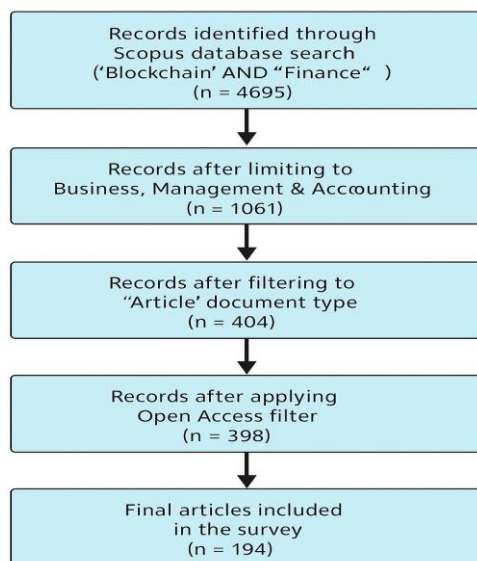 Records identified through
Scopus database search
(‘Blockchain’ AND “Finance“ )
(n = 4695)
Records after limiting to
Business, Management & Accounting
(n = 1061)
Records after filtering to
“Article’ document type
(n = 404)
Records after applying
Open Access filter
(n = 398)
Final articles included
in the survey
(n = 194)